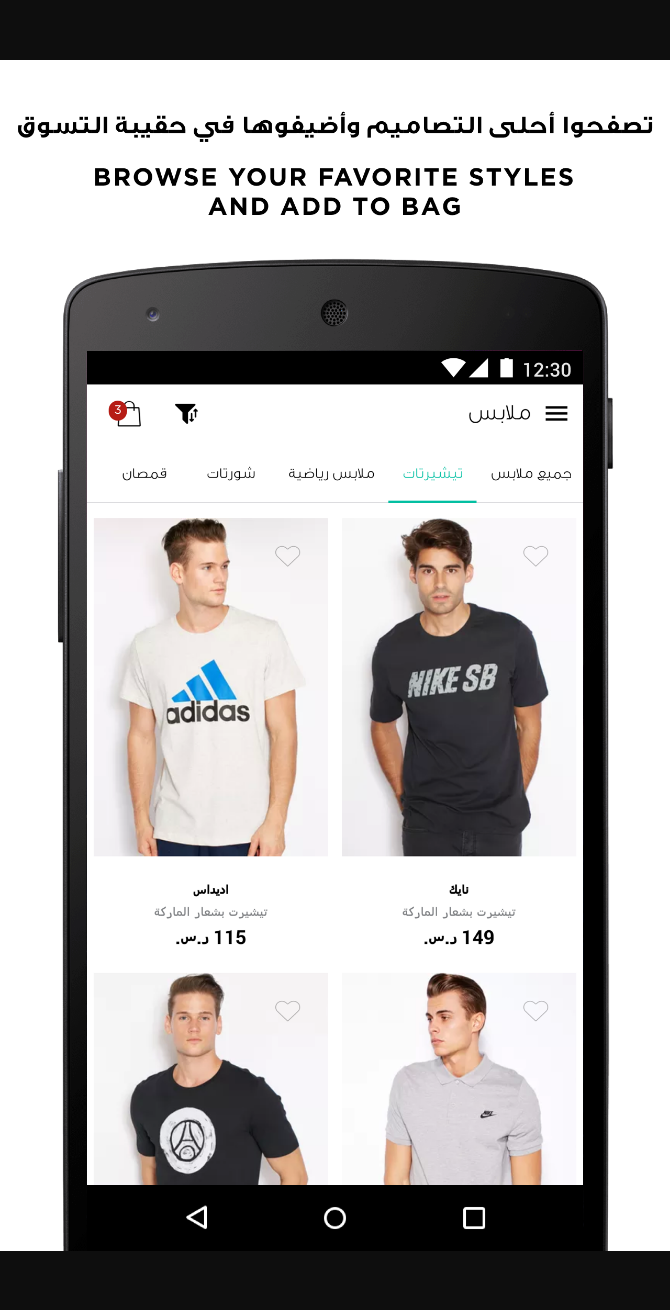 تصفحوا أحلى التصاميم وأضيفوها في حقيبة التسوق
BROWSE YOUR FAVORITE STYLES
AND ADD TO BAG
12:30
ملابس
3
جميع ملابس
تيشيرتات
ملابس رياضية
شورتات
قمصان
NIKE SB
adidas
نايك
تيشيرت بشعار الماركة
149 ر.س.
اديداس
تيشيرت بشعار الماركة
115 ر.س.
NIKE